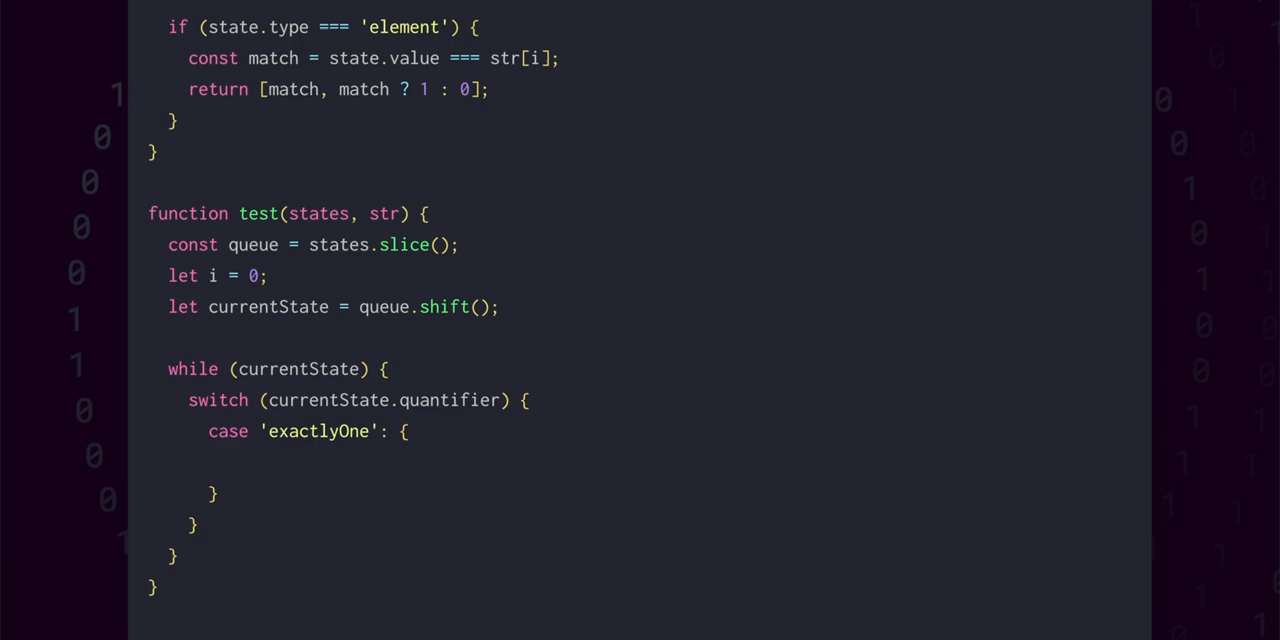 if (state.type === 'element') {
const match = state.value === str[i];
return [match, match ? 1 : 0];
}
}
function test(states, str) {
const queue = states.slice();
let i = 0;
let currentState = queue.shift();
while (currentState) {
switch (currentState.quantifier) {
case 'exactlyOne': {
}
}
}
}